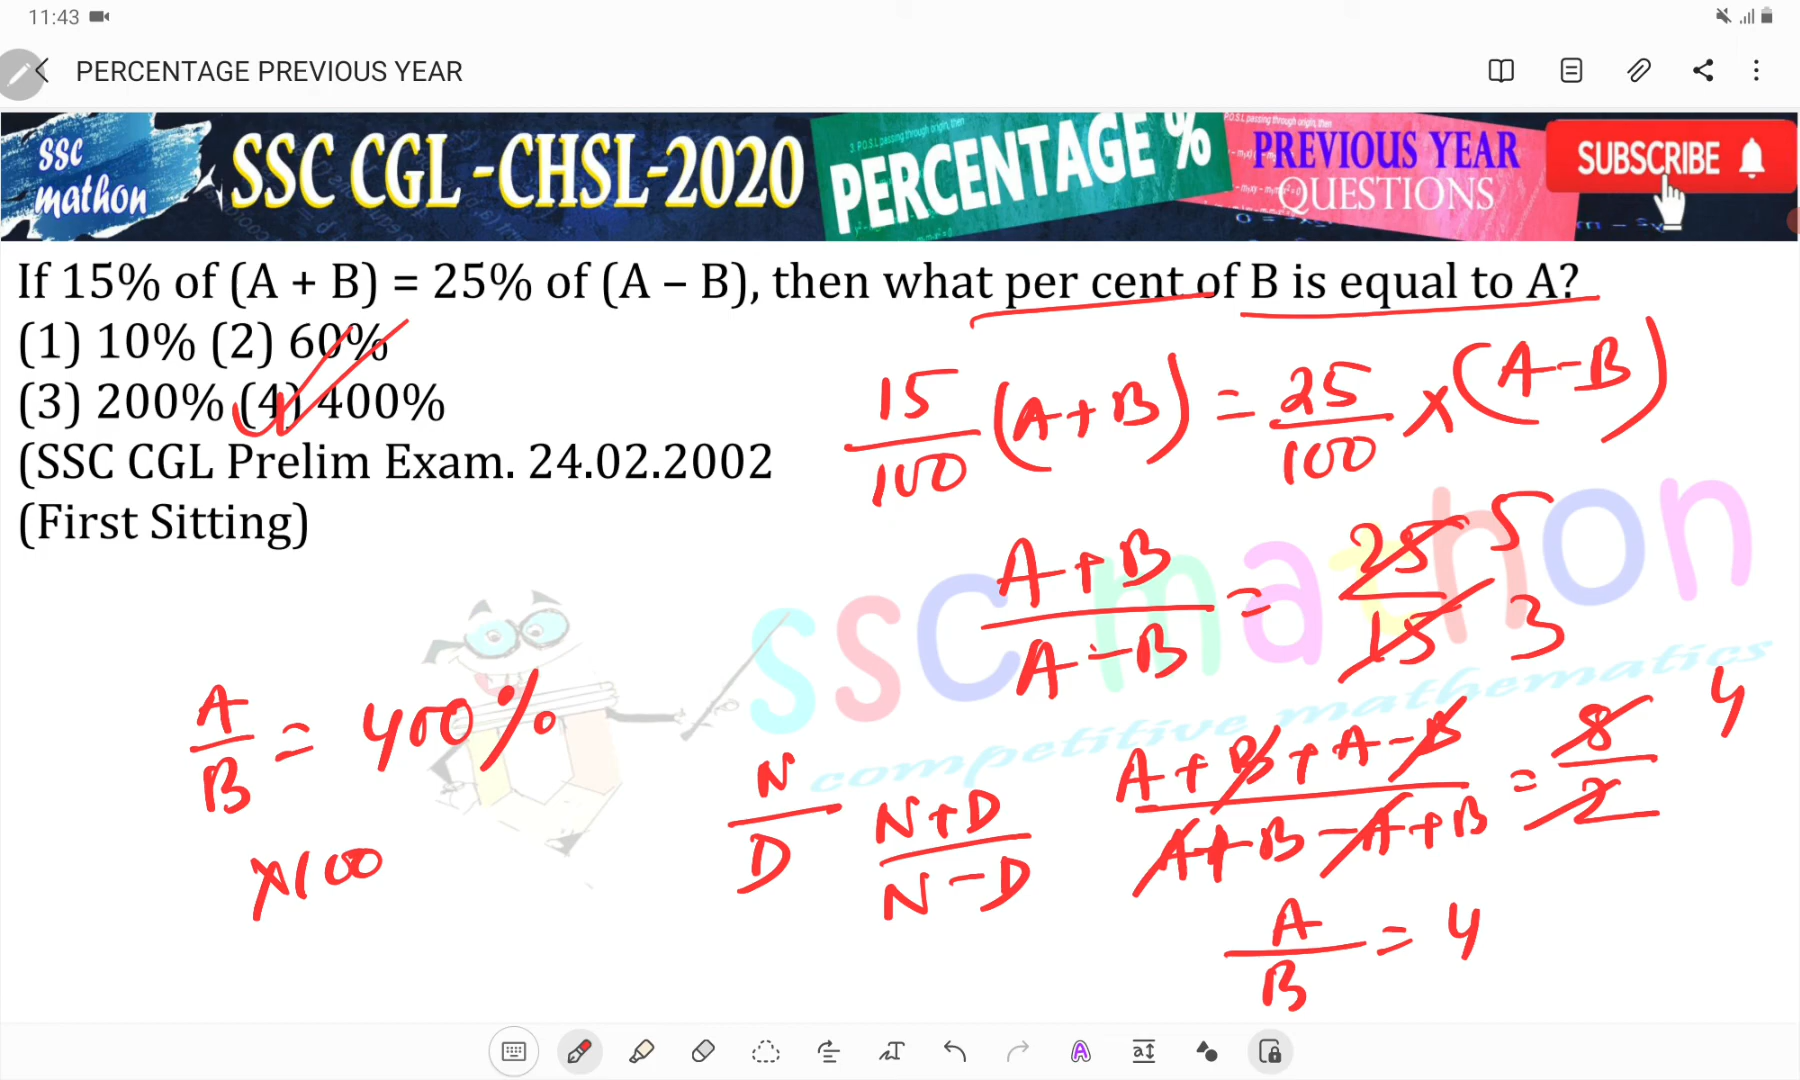 11:43
PERCENTAGE PREVIOUS YEAR
ssc mathon
SSC CGL -CHSL-2020
PERCENTAGE %
PREVIOUS YEAR
QUESTIONS
SUBSCRIBE
If 15% of (A + B) = 25% of (A – B), then what per cent of B is equal to A?
(1) 10% (2) 60%
(3) 200% (4) 400%
(SSC CGL Prelim Exam. 24.02.2002
(First Sitting)
15/100 (A+B) = 25/100 × (A-B)
A+B/A-B = 25/15 5/3
A+B+A-B/A+B-A+B = 8/2 4
N/D N+D/N-D
A/B = 4
A/B = 400%
×100
ssc mathon
competitive mathematics